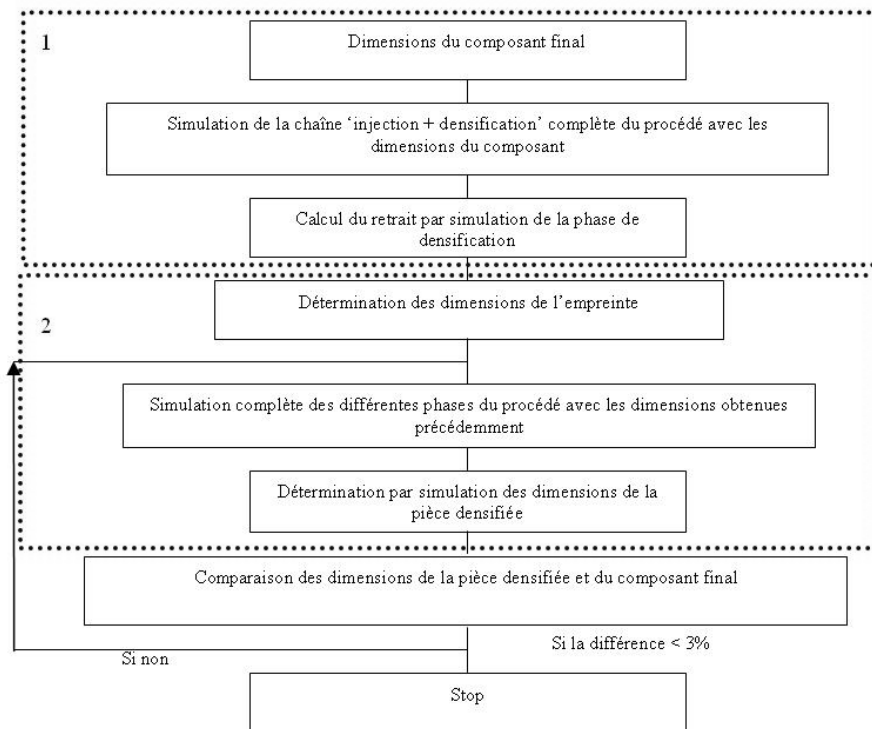 1
Dimensions du composant final
Simulation de la chaîne ‘injection + densification’ complète du procédé avec les
dimensions du composant
Calcul du retrait par simulation de la phase de
densification
2
Détermination des dimensions de l’empreinte
Simulation complète des différentes phases du procédé avec les dimensions obtenues
précédemment
Détermination par simulation des dimensions de la
pièce densifiée
Comparaison des dimensions de la pièce densifiée et du composant final
Si la différence < 3%
Si non
Stop